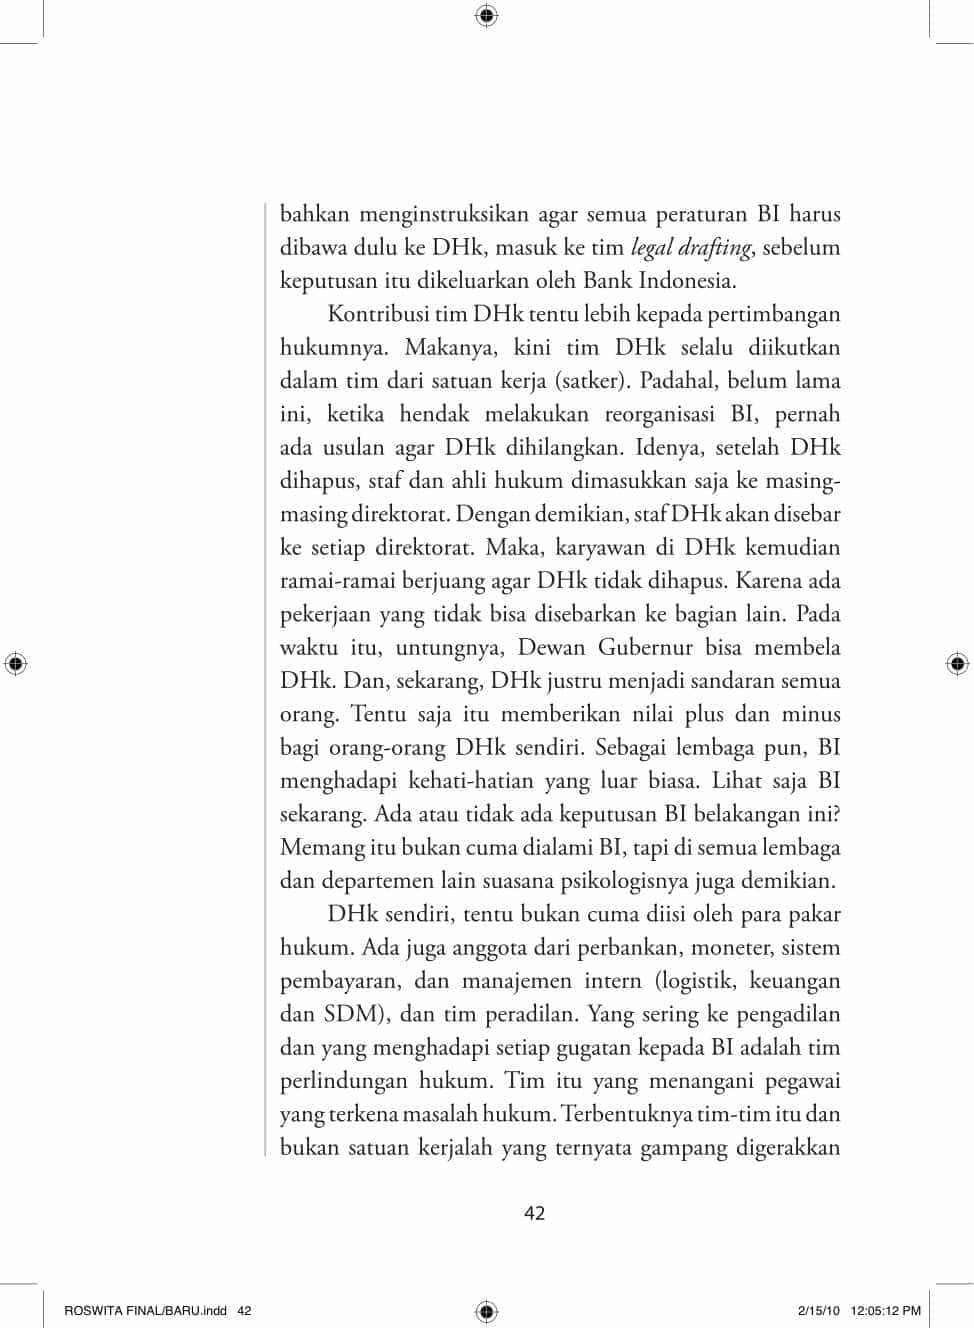 bahkan menginstruksikan agar semua peraturan BI harus
dibawa dulu ke DHk, masuk ke tim legal drafting, sebelum
keputusan itu dikeluarkan oleh Bank Indonesia.
Kontribusi tim DHk tentu lebih kepada pertimbangan
hukumnya. Makanya, kini tim DHk selalu diikutkan
dalam tim dari satuan kerja (satker). Padahal, belum lama
ini, ketika hendak melakukan reorganisasi BI, pernah
ada usulan agar DHk dihilangkan. Idenya, setelah DHk
dihapus, staf dan ahli hukum dimasukkan saja ke masing-
masing direktorat. Dengan demikian, staf DHk akan disebar
ke setiap direktorat. Maka, karyawan di DHk kemudian
ramai-ramai berjuang agar DHk tidak dihapus. Karena ada
pekerjaan yang tidak bisa disebarkan ke bagian lain. Pada
waktu itu, untungnya, Dewan Gubernur bisa membela
DHk. Dan, sekarang, DHk justru menjadi sandaran semua
orang. Tentu saja itu memberikan nilai plus dan minus
bagi orang-orang DHk sendiri. Sebagai lembaga pun, BI
menghadapi kehati-hatian yang luar biasa. Lihat saja BI
sekarang. Ada atau tidak ada keputusan BI belakangan ini?
Memang itu bukan cuma dialami BI, tapi di semua lembaga
dan departemen lain suasana psikologisnya juga demikian.
DHk sendiri, tentu bukan cuma diisi oleh para pakar
hukum. Ada juga anggota dari perbankan, moneter, sistem
pembayaran, dan manajemen intern (logistik, keuangan
dan SDM), dan tim peradilan. Yang sering ke pengadilan
dan yang menghadapi setiap gugatan kepada BI adalah tim
perlindungan hukum. Tim itu yang menangani pegawai
yang terkena masalah hukum. Terbentuknya tim-tim itu dan
bukan satuan kerjalah yang ternyata gampang digerakkan
42
ROSWITA FINAL/BARU.indd 42
2/15/10 12:05:12 PM